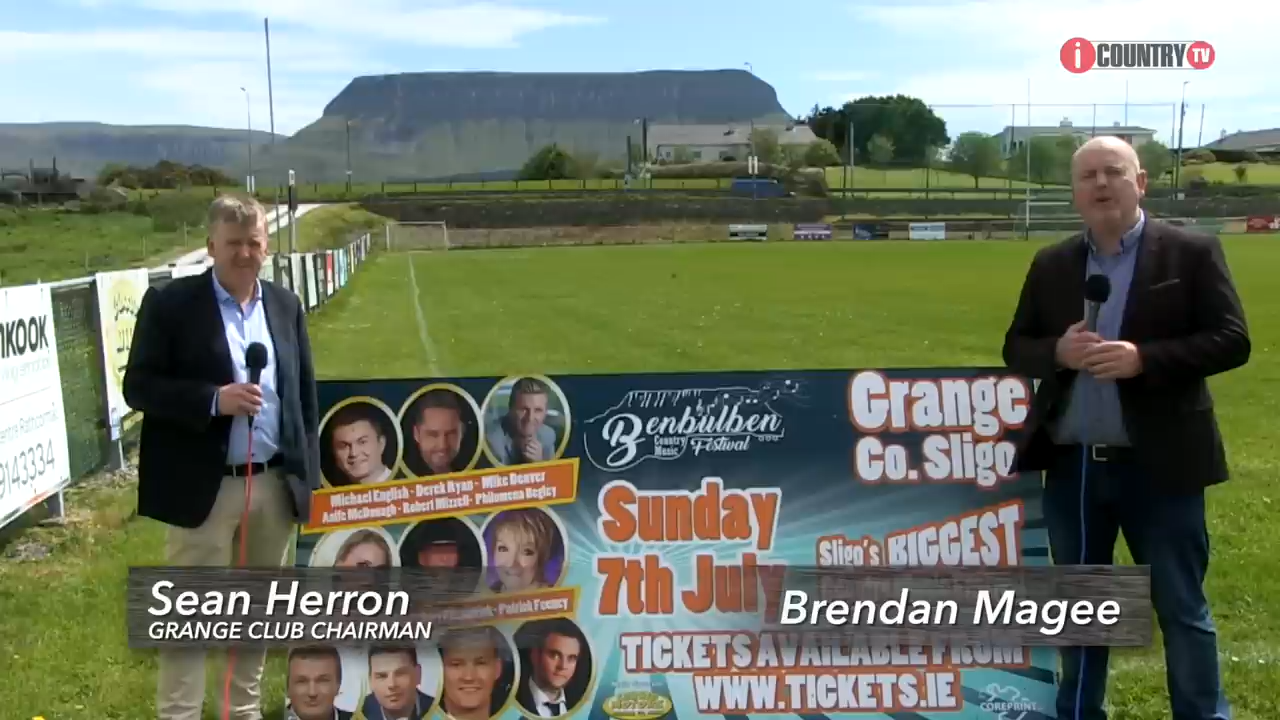 i COUNTRY TV
NKOOK
9143334
Benbulben
Country
Music
Festival
Grange
Co. Sligo
Michael English - Derek Ryan - Mike Denver
Aoife McDonagh - Robert Mizzell - Philomena Begley
Sunday
7th July
Sligo's BIGGEST
Patrick Feeney
TICKETS AVAILABLE FROM
WWW.TICKETS.IE
COREPRINT
Sean Herron
GRANGE CLUB CHAIRMAN
Brendan Magee